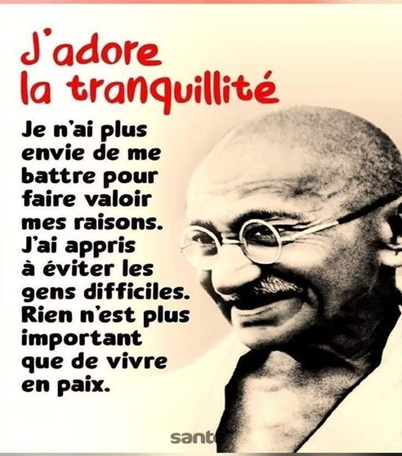 J'adore
la tranquillité
Je n'ai plus
envie de me
battre pour
faire valoir
mes raisons.
J'ai appris
à éviter les
gens difficiles.
Rien n'est plus
important
que de vivre
en paix.